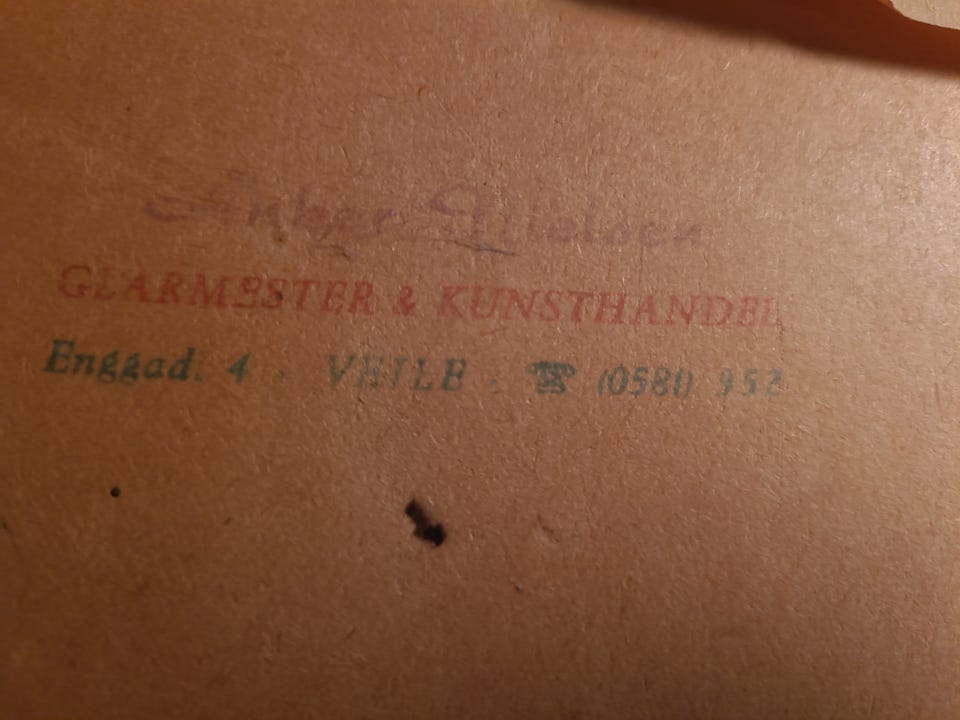 Anker Nielsen
GLARMESTER & KUNSTHANDEL
Enggad. 4 . VEJLE . ☎ (0581) 952